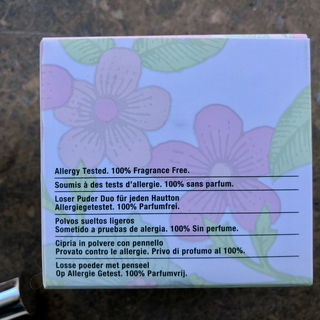 Allergy Tested. 100% Fragrance Free.
Soumis à des tests d'allergie. 100% sans parfum.
Loser Puder Duo für jeden Hautton
Allergiegetestet. 100% Parfumfrei.
Polvos sueltos ligeros
Sometido a pruebas de alergia. 100% Sin perfume.
Cipria in polvere con pennello
Provato contro le allergie. Privo di profumo al 100%.
Losse poeder met penseel
Op Allergie Getest. 100% Parfumvrij.